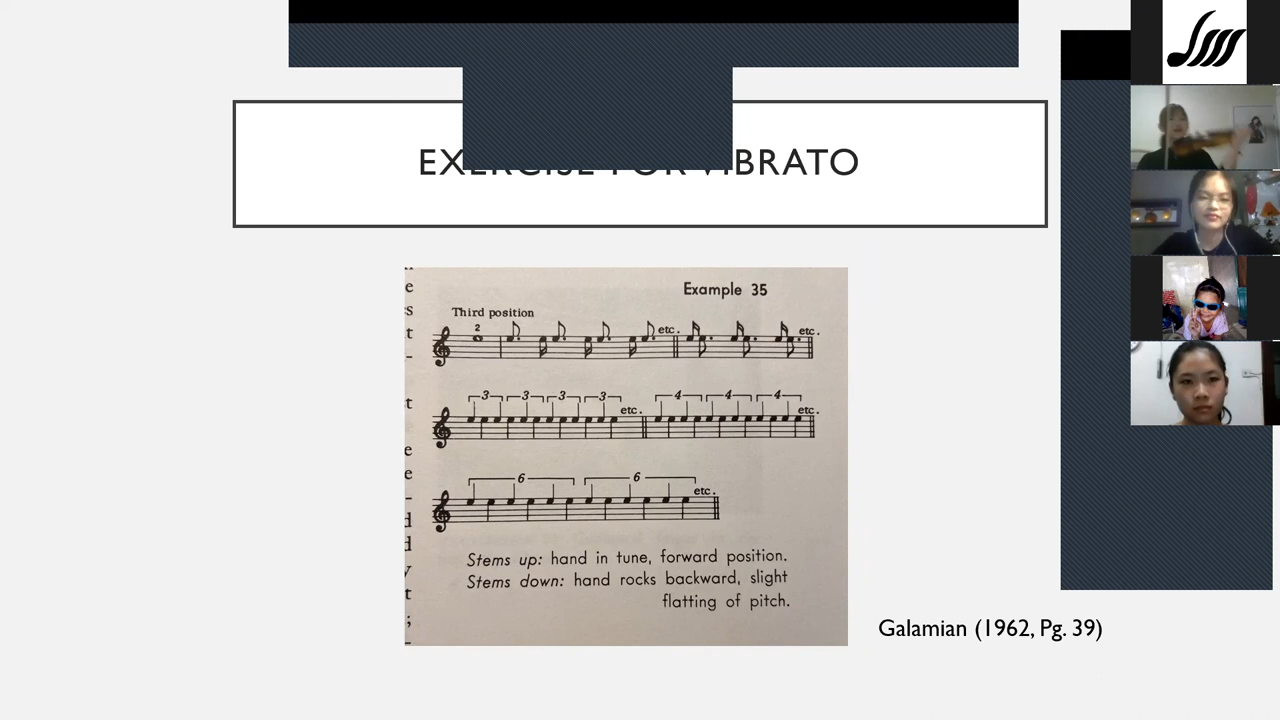 EXERCISE FOR VIBRATO
Example 35
Third position
2
etc.
etc.
3 3 3 3
etc.
4 4 4
etc.
6 6
etc.
Stems up: hand in tune, forward position.
Stems down: hand rocks backward, slight
flatting of pitch.
Galamian (1962, Pg. 39)